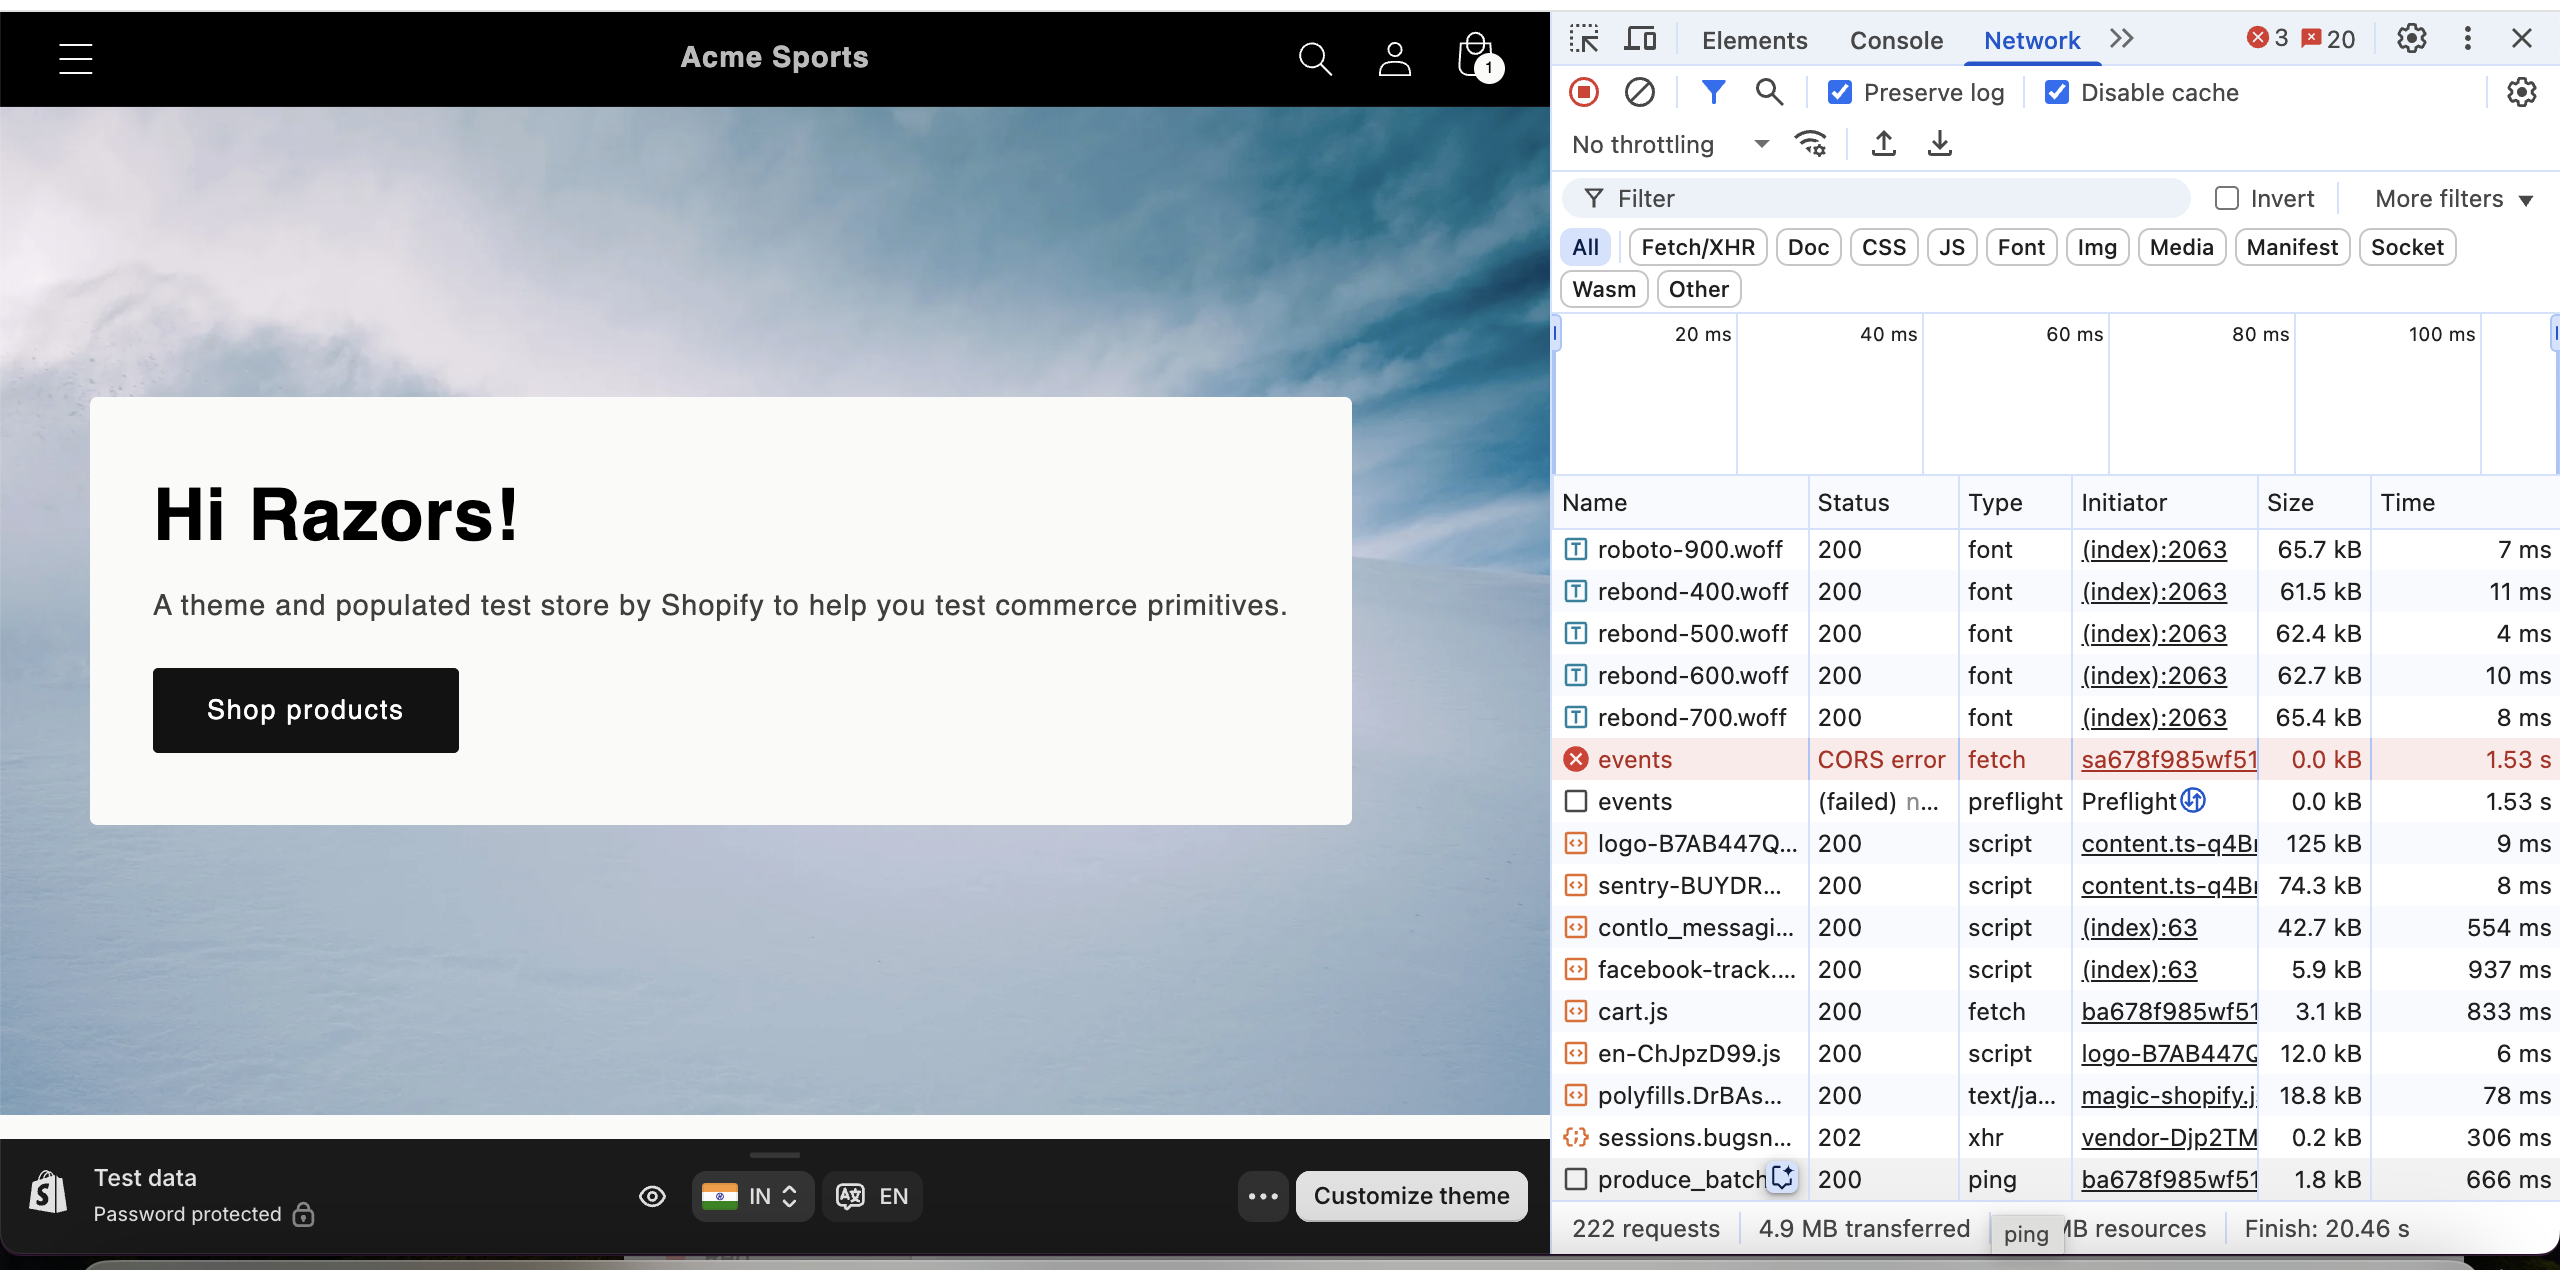 Acme Sports
1
Hi Razors!
A theme and populated test store by Shopify to help you test commerce primitives.
Shop products
Test data
Password protected
IN
EN
Customize theme
Elements Console Network 3 20
Preserve log Disable cache
No throttling
Filter Invert More filters
All Fetch/XHR Doc CSS JS Font Img Media Manifest Socket
Wasm Other
20 ms 40 ms 60 ms 80 ms 100 ms
Name Status Type Initiator Size Time
roboto-900.woff 200 font (index):2063 65.7 kB 7 ms
rebond-400.woff 200 font (index):2063 61.5 kB 11 ms
rebond-500.woff 200 font (index):2063 62.4 kB 4 ms
rebond-600.woff 200 font (index):2063 62.7 kB 10 ms
rebond-700.woff 200 font (index):2063 65.4 kB 8 ms
events CORS error fetch sa678f985wf51 0.0 kB 1.53 s
events (failed) n... preflight Preflight 0.0 kB 1.53 s
logo-B7AB447Q... 200 script content.ts-q4B 125 kB 9 ms
sentry-BUYDR... 200 script content.ts-q4B 74.3 kB 8 ms
contlo_messagi... 200 script (index):63 42.7 kB 554 ms
facebook-track.... 200 script (index):63 5.9 kB 937 ms
cart.js 200 fetch ba678f985wf51 3.1 kB 833 ms
en-ChJpzD99.js 200 script logo-B7AB447Q 12.0 kB 6 ms
polyfills.DrBAs... 200 text/ja... magic-shopify.j 18.8 kB 78 ms
sessions.bugsn... 202 xhr vendor-Djp2TM 0.2 kB 306 ms
produce_batch 200 ping ba678f985wf51 1.8 kB 666 ms
222 requests 4.9 MB transferred MB resources Finish: 20.46 s
ping